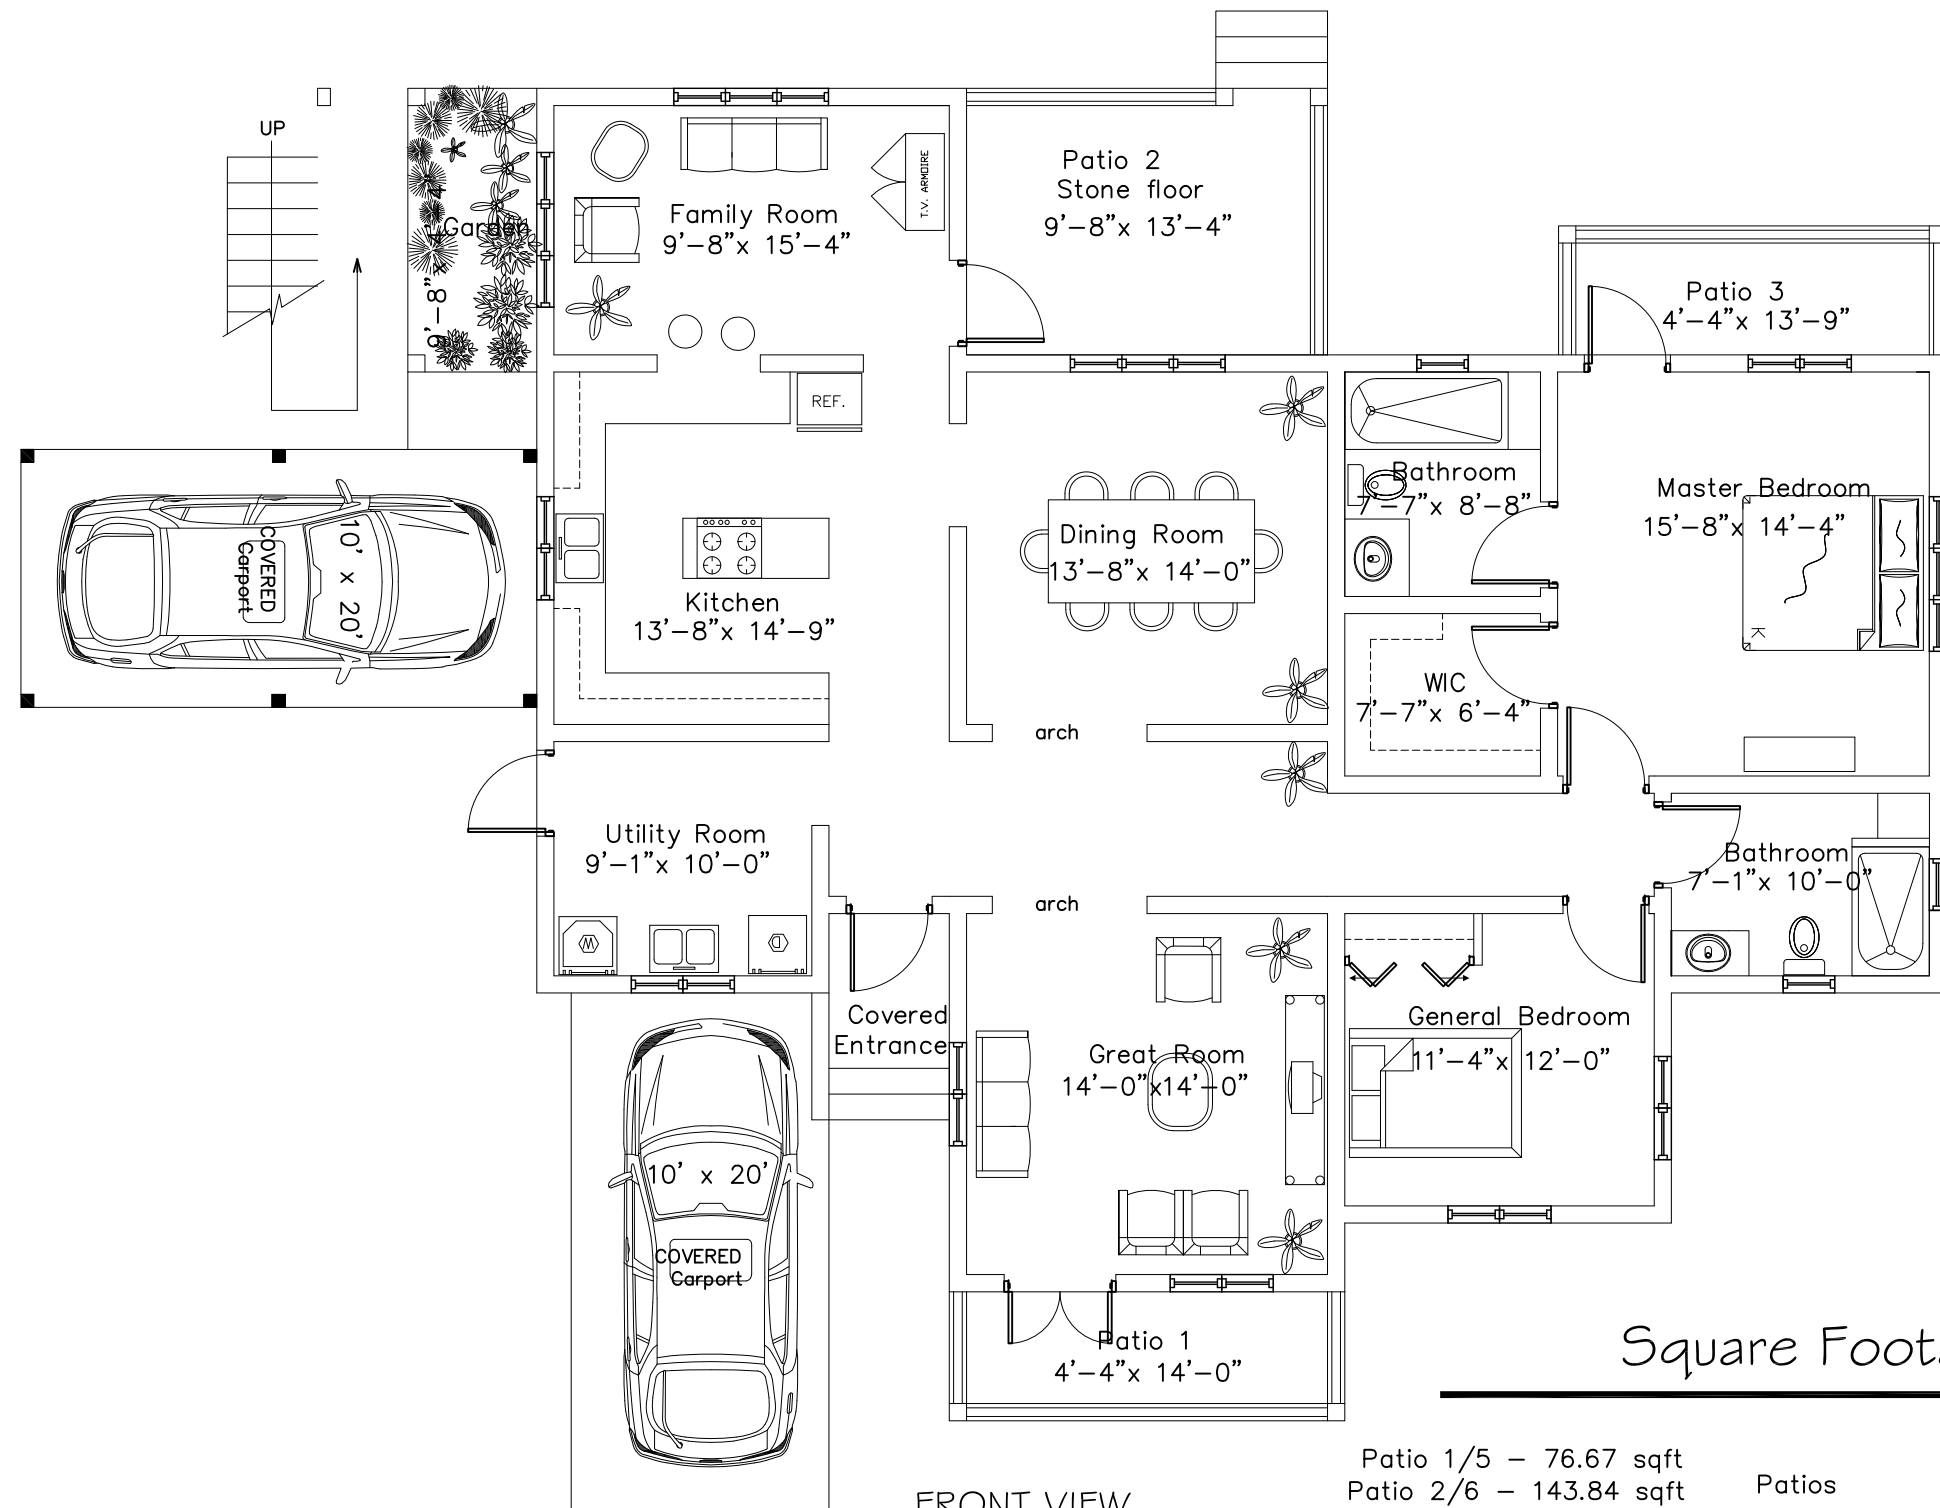 UP
Garden
9'-8"x 4'-4
Family Room
9'-8"x 15'-4"
T.V. ARMOIRE
Patio 2
Stone floor
9'-8"x 13'-4"
Patio 3
4'-4"x 13'-9"
REF.
COVERED
Carport
10' x 20'
Kitchen
13'-8"x 14'-9"
Dining Room
13'-8"x 14'-0"
Bathroom
7'-7"x 8'-8"
Master Bedroom
15'-8"x 14'-4"
K
WIC
7'-7"x 6'-4"
arch
Utility Room
9'-1"x 10'-0"
W
D
arch
Bathroom
7'-1"x 10'-0"
Covered
Entrance
Great Room
14'-0"x14'-0"
General Bedroom
11'-4"x 12'-0"
10' x 20'
COVERED
Carport
Patio 1
4'-4"x 14'-0"
Square Foot
Patio 1/5 – 76.67 sqft
Patio 2/6 – 143.84 sqft
Patios
FRONT VIEW